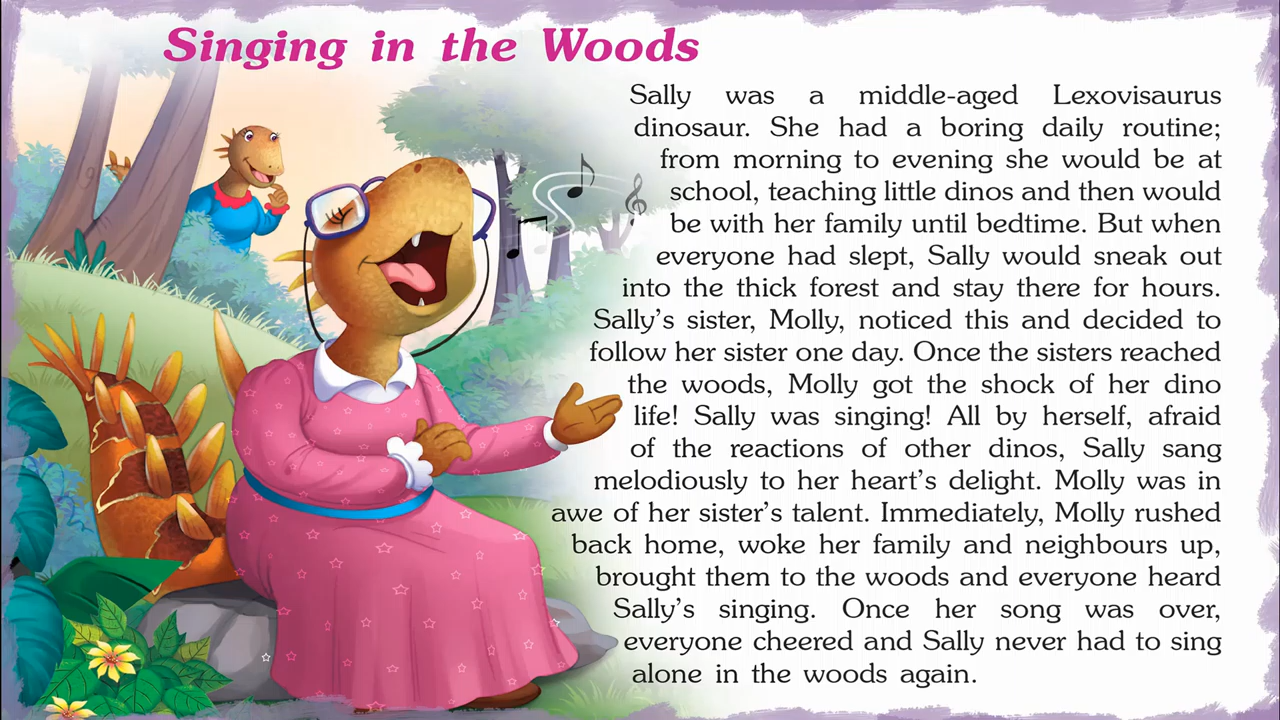 Singing in the Woods
Sally was a middle-aged Lexovisaurus
dinosaur. She had a boring daily routine;
from morning to evening she would be at
school, teaching little dinos and then would
be with her family until bedtime. But when
everyone had slept, Sally would sneak out
into the thick forest and stay there for hours.
Sally's sister, Molly, noticed this and decided to
follow her sister one day. Once the sisters reached
the woods, Molly got the shock of her dino
life! Sally was singing! All by herself, afraid
of the reactions of other dinos, Sally sang
melodiously to her heart's delight. Molly was in
awe of her sister's talent. Immediately, Molly rushed
back home, woke her family and neighbours up,
brought them to the woods and everyone heard
Sally's singing. Once her song was over,
everyone cheered and Sally never had to sing
alone in the woods again.